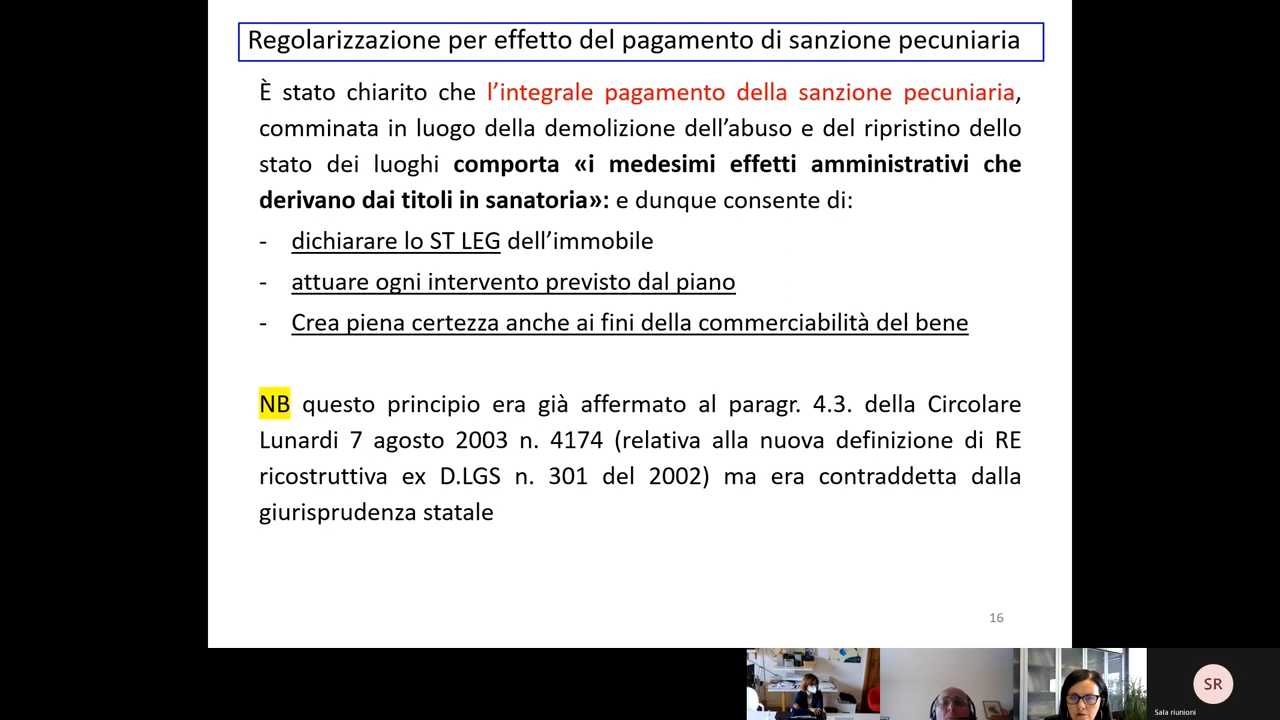 Regolarizzazione per effetto del pagamento di sanzione pecuniaria
È stato chiarito che l’integrale pagamento della sanzione pecuniaria,
comminata in luogo della demolizione dell’abuso e del ripristino dello
stato dei luoghi comporta «i medesimi effetti amministrativi che
derivano dai titoli in sanatoria»: e dunque consente di:
- dichiarare lo ST LEG dell’immobile
- attuare ogni intervento previsto dal piano
- Crea piena certezza anche ai fini della commerciabilità del bene
NB questo principio era già affermato al paragr. 4.3. della Circolare
Lunardi 7 agosto 2003 n. 4174 (relativa alla nuova definizione di RE
ricostruttiva ex D.LGS n. 301 del 2002) ma era contraddetta dalla
giurisprudenza statale
16
SR
Sala riunioni